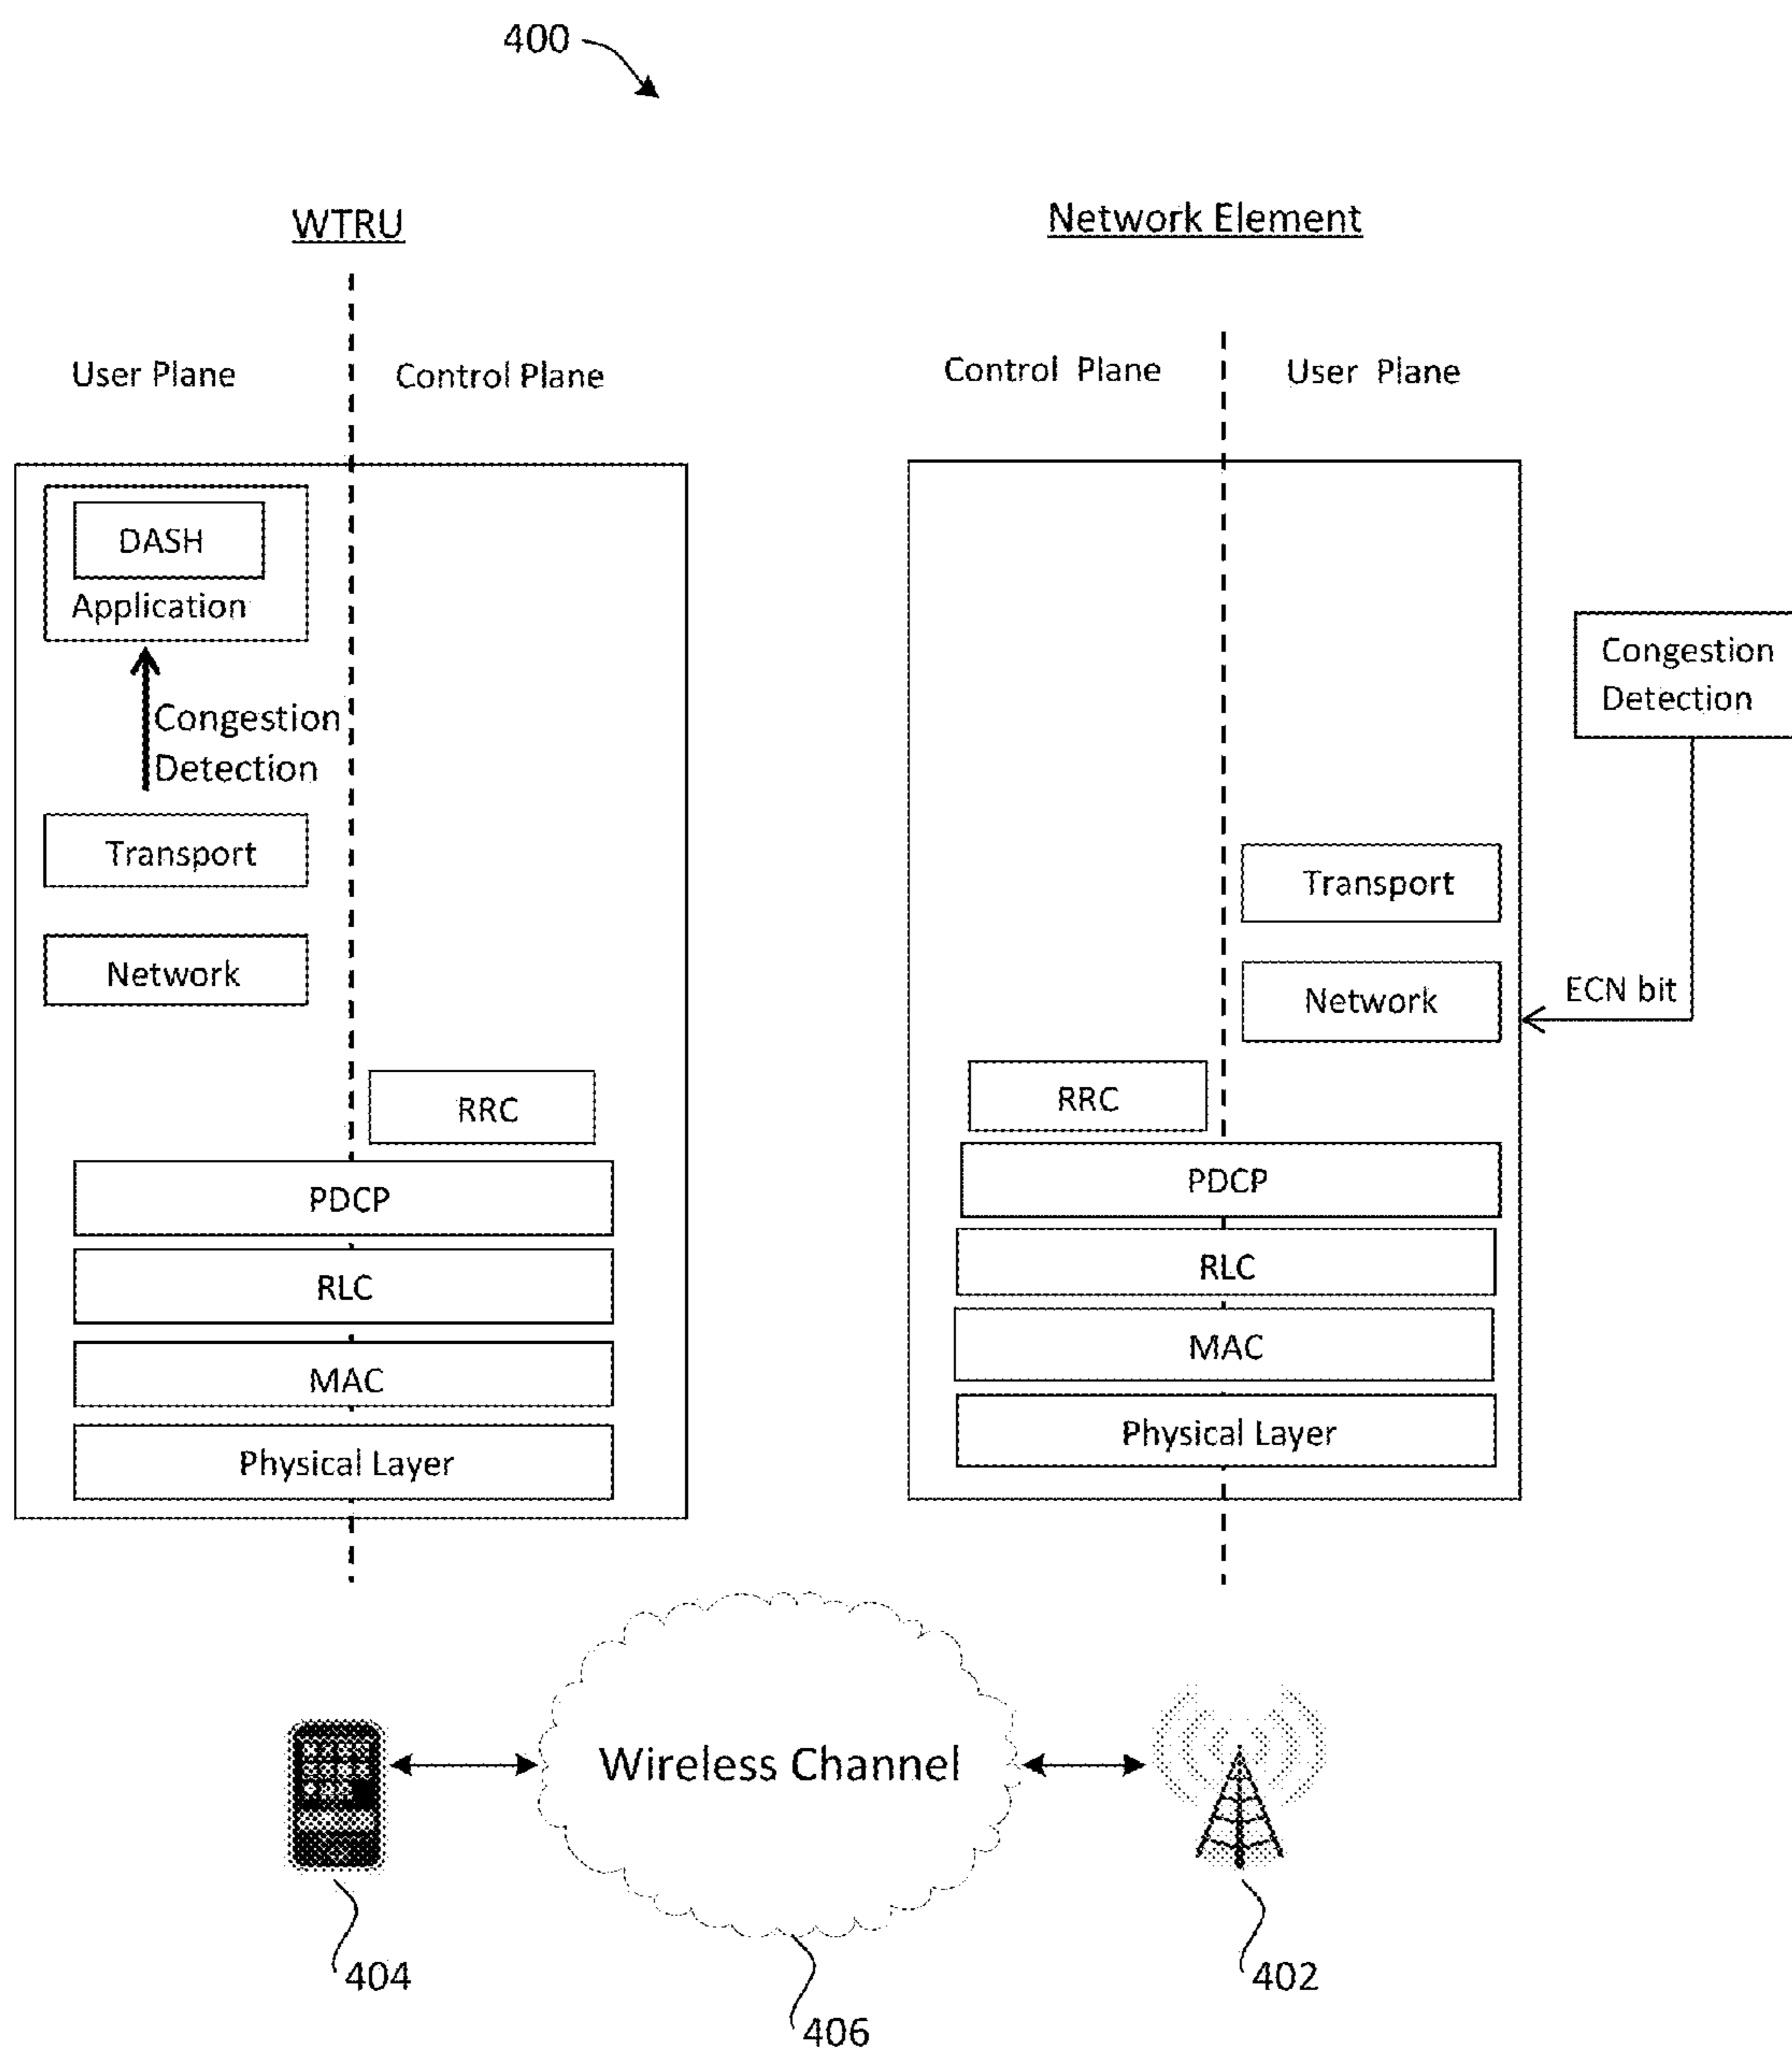 400
WTRU
Network Element
User Plane
Control Plane
Control Plane
User Plane
DASH
Application
Congestion
Detection
Transport
Network
RRC
PDCP
RLC
MAC
Physical Layer
Congestion
Detection
Transport
ECN bit
Network
RRC
PDCP
RLC
MAC
Physical Layer
Wireless Channel
404
406
402